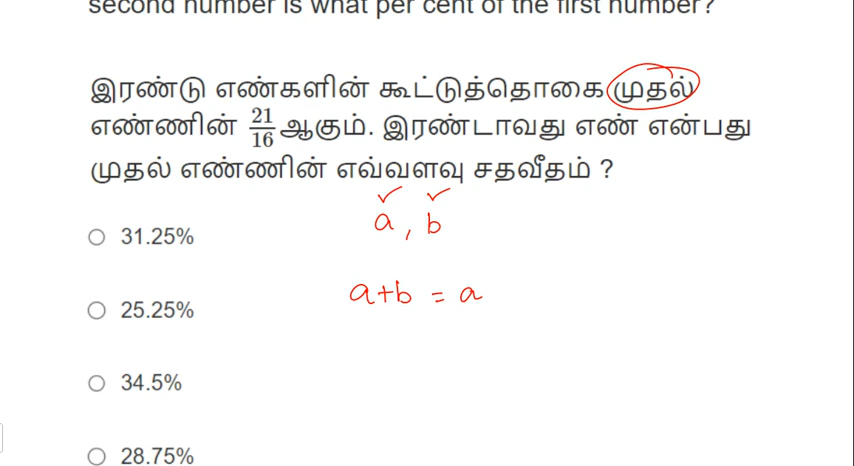 second number is what per cent of the first number?
இரண்டு எண்களின் கூட்டுத்தொகை முதல்
எண்ணின் 21/16 ஆகும். இரண்டாவது எண் என்பது
முதல் எண்ணின் எவ்வளவு சதவீதம் ?
a, b
31.25%
a+b = a
25.25%
34.5%
28.75%